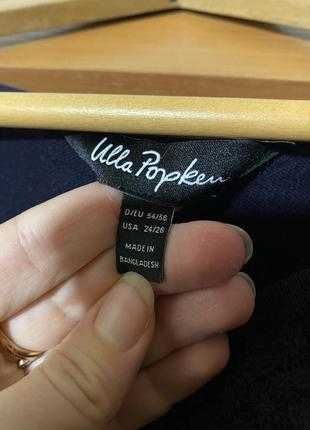 Ulla Popken
D/EU 54/56
USA 24/26
MADE IN
BANGLADESH